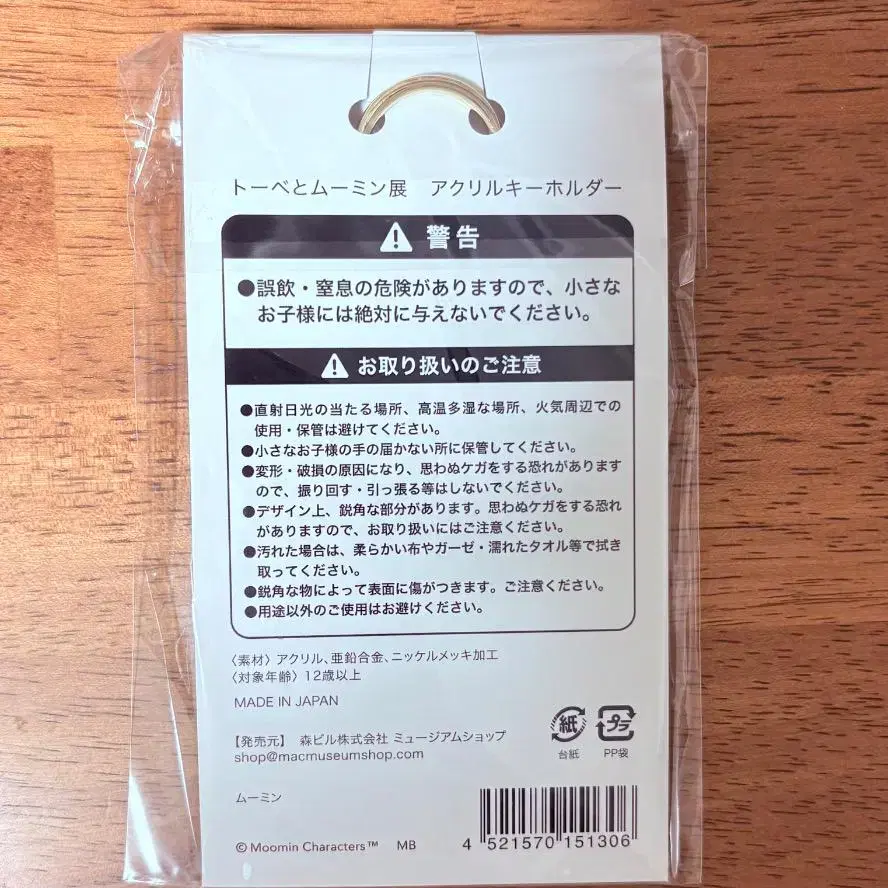 トーベとムーミン展　アクリルキーホルダー
警告
●誤飲・窒息の危険がありますので、小さな
お子様には絶対に与えないでください。
お取り扱いのご注意
●直射日光の当たる場所、高温多湿な場所、火気周辺での
使用・保管は避けてください。
●小さなお子様の手の届かない所に保管してください。
●変形・破損の原因になり、思わぬケガをする恐れがあります
ので、振り回す・引っ張る等はしないでください。
●デザイン上、鋭角な部分があります。思わぬケガをする恐れ
がありますので、お取り扱いにはご注意ください。
●汚れた場合は、柔らかい布やガーゼ・濡れたタオル等で拭き
取ってください。
●鋭角な物によって表面に傷がつきます。ご注意ください。
●用途以外のご使用はお避けください。
〈素材〉アクリル、亜鉛合金、ニッケルメッキ加工
〈対象年齢〉12歳以上
MADE IN JAPAN
【発売元】 森ビル株式会社 ミュージアムショップ
shop@macmuseumshop.com
紙 プラ
台紙 PP袋
ムーミン
© Moomin Characters™ MB
4 521570 151306